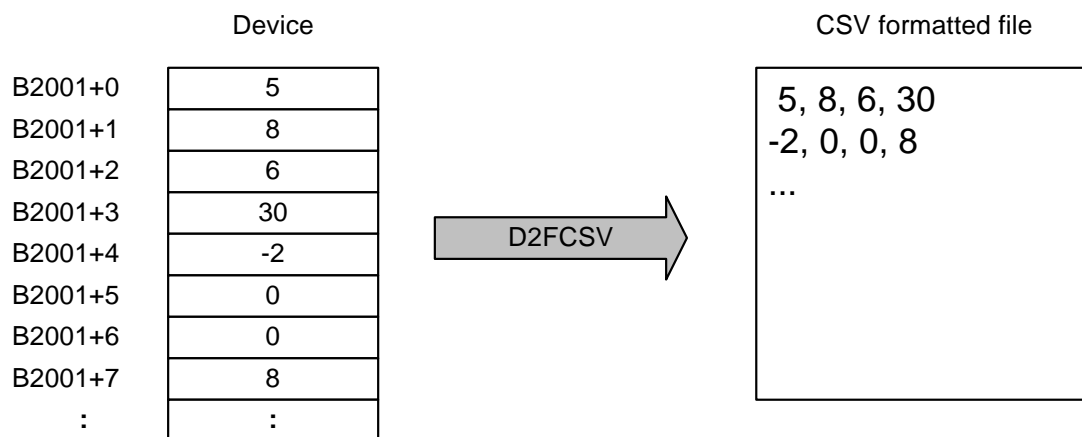 Device
CSV formatted file
B2001+0 5
B2001+1 8
B2001+2 6
B2001+3 30
B2001+4 -2
B2001+5 0
B2001+6 0
B2001+7 8
: :
D2FCSV
5, 8, 6, 30
-2, 0, 0, 8
...